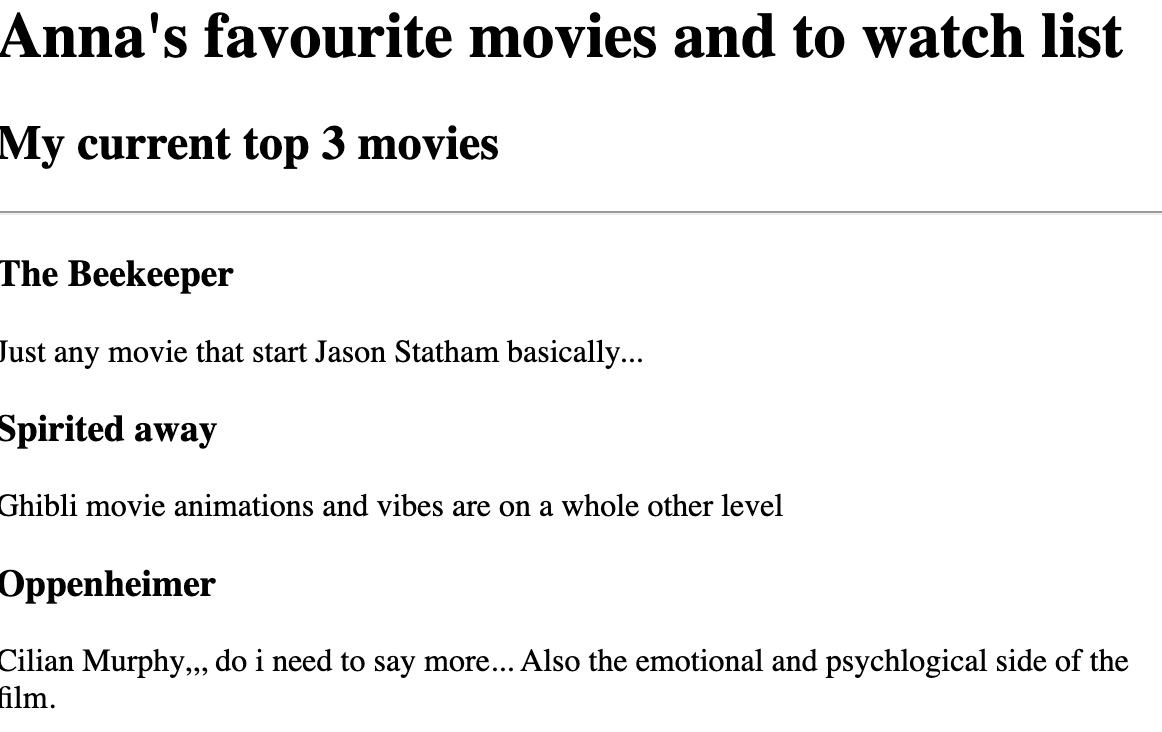 Anna's favourite movies and to watch list
My current top 3 movies
The Beekeeper
Just any movie that start Jason Statham basically...
Spirited away
Ghibli movie animations and vibes are on a whole other level
Oppenheimer
Cilian Murphy,,, do i need to say more... Also the emotional and psychlogical side of the
film.